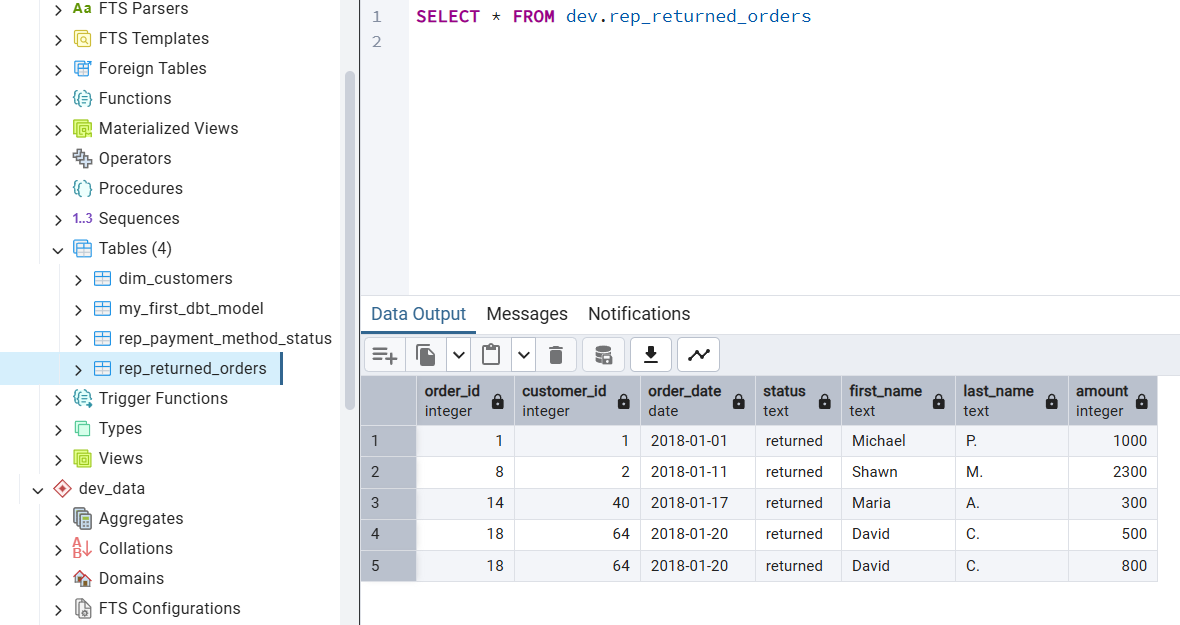 FTS Parsers
FTS Templates
Foreign Tables
Functions
Materialized Views
Operators
Procedures
1..3 Sequences
Tables (4)
dim_customers
my_first_dbt_model
rep_payment_method_status
rep_returned_orders
Trigger Functions
Types
Views
dev_data
Aggregates
Collations
Domains
FTS Configurations
1 SELECT * FROM dev.rep_returned_orders
2
Data Output Messages Notifications
order_id customer_id order_date status first_name last_name amount
integer integer date text text text integer
1 1 1 2018-01-01 returned Michael P. 1000
2 8 2 2018-01-11 returned Shawn M. 2300
3 14 40 2018-01-17 returned Maria A. 300
4 18 64 2018-01-20 returned David C. 500
5 18 64 2018-01-20 returned David C. 800